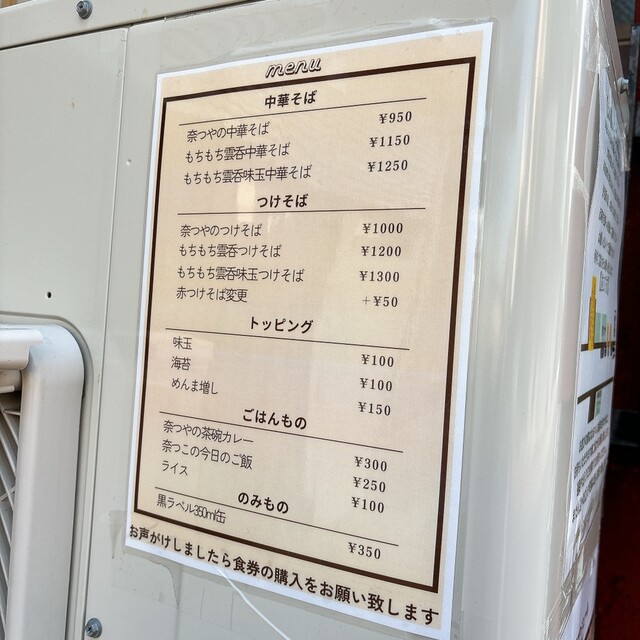 menu
中華そば
奈つやの中華そば ¥950
もちもち雲呑中華そば ¥1150
もちもち雲呑味玉中華そば ¥1250
つけそば
奈つやのつけそば ¥1000
もちもち雲呑つけそば ¥1200
もちもち雲呑味玉つけそば ¥1300
赤つけそば変更 +¥50
トッピング
味玉 ¥100
海苔 ¥100
めんま増し ¥150
ごはんもの
奈つやの茶碗カレー ¥300
奈つこの今日のご飯 ¥250
ライス ¥100
のみもの
黒ラベル350ml缶 ¥350
お声がけしましたら食券の購入をお願い致します